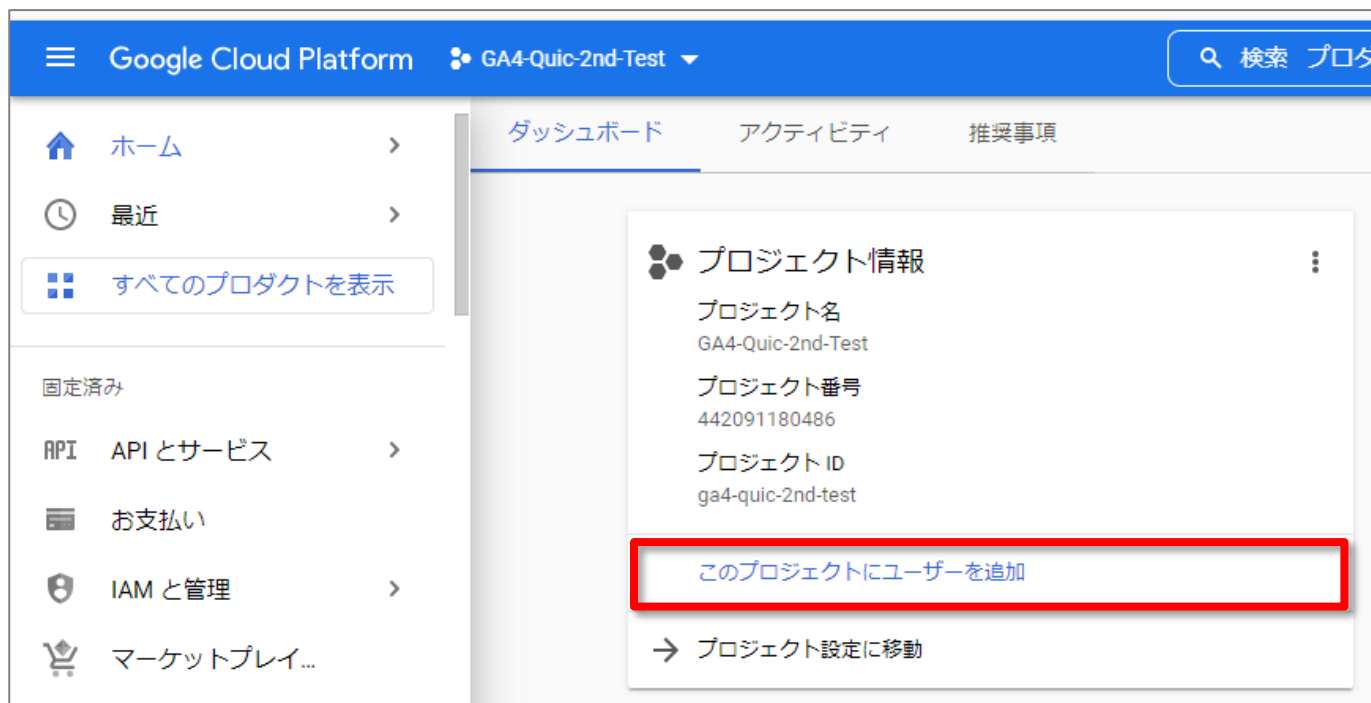 Google Cloud Platform
GA4-Quic-2nd-Test
検索 プロダ
ホーム
最近
すべてのプロダクトを表示
固定済み
API API とサービス
お支払い
IAM と管理
マーケットプレイ...
ダッシュボード
アクティビティ
推奨事項
プロジェクト情報
プロジェクト名
GA4-Quic-2nd-Test
プロジェクト番号
442091180486
プロジェクト ID
ga4-quic-2nd-test
このプロジェクトにユーザーを追加
プロジェクト設定に移動